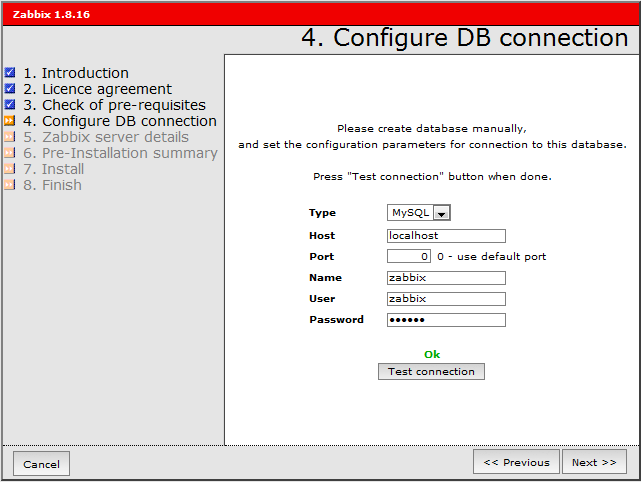 Zabbix 1.8.16
4. Configure DB connection
1. Introduction
2. Licence agreement
3. Check of pre-requisites
4. Configure DB connection
5. Zabbix server details
6. Pre-Installation summary
7. Install
8. Finish
Please create database manually,
and set the configuration parameters for connection to this database.
Press "Test connection" button when done.
Type MySQL
Host localhost
Port 0 0 - use default port
Name zabbix
User zabbix
Password ••••••
Ok
Test connection
Cancel << Previous Next >>